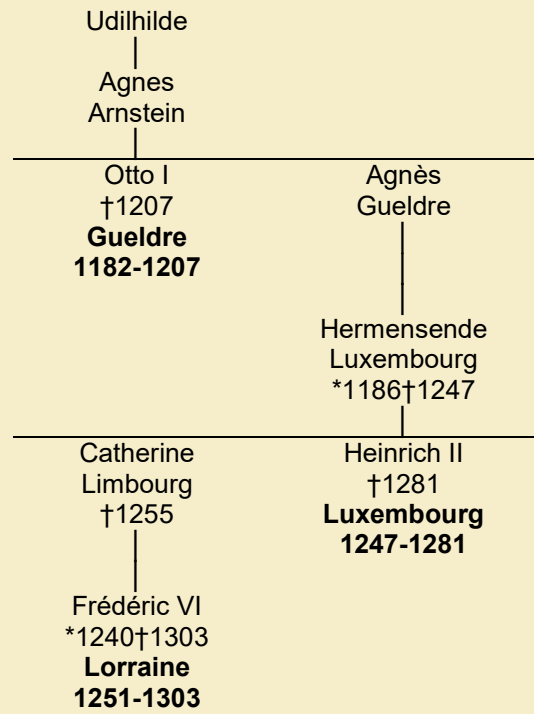 Udilhilde
Agnes
Arnstein
Otto I
†1207
Gueldre
1182-1207
Agnès
Gueldre
Hermensende
Luxembourg
*1186†1247
Catherine
Limbourg
†1255
Heinrich II
†1281
Luxembourg
1247-1281
Frédéric VI
*1240†1303
Lorraine
1251-1303